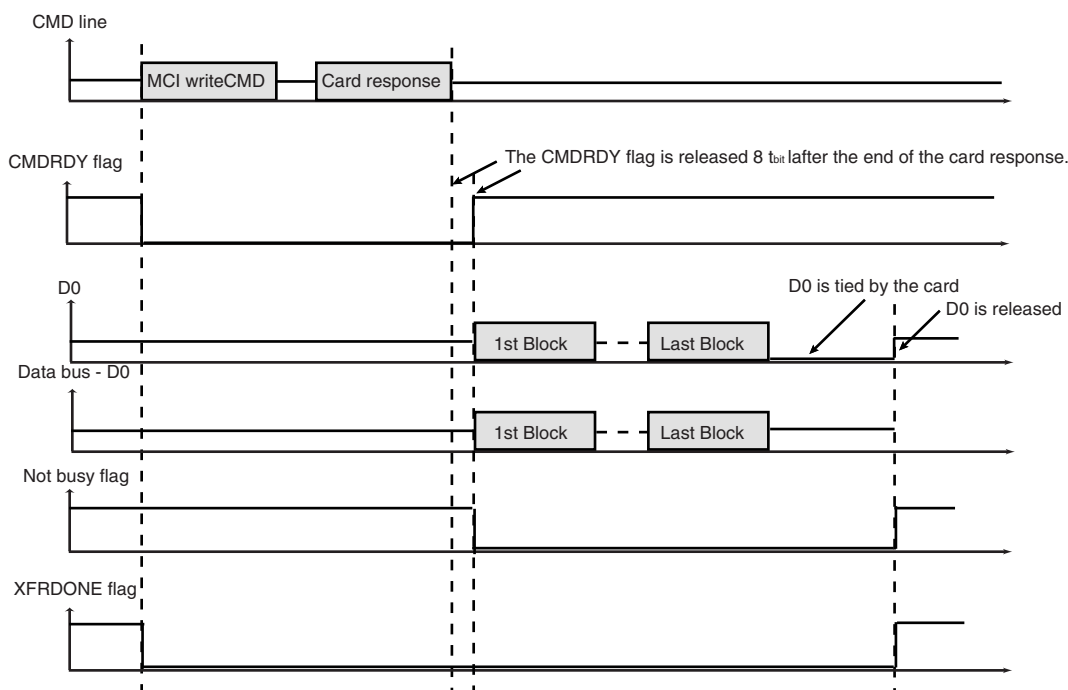 CMD line
MCI writeCMD
Card response
CMDRDY flag
The CMDRDY flag is released 8 tbit lafter the end of the card response.
D0
D0 is tied by the card
D0 is released
1st Block
Last Block
Data bus - D0
1st Block
Last Block
Not busy flag
XFRDONE flag